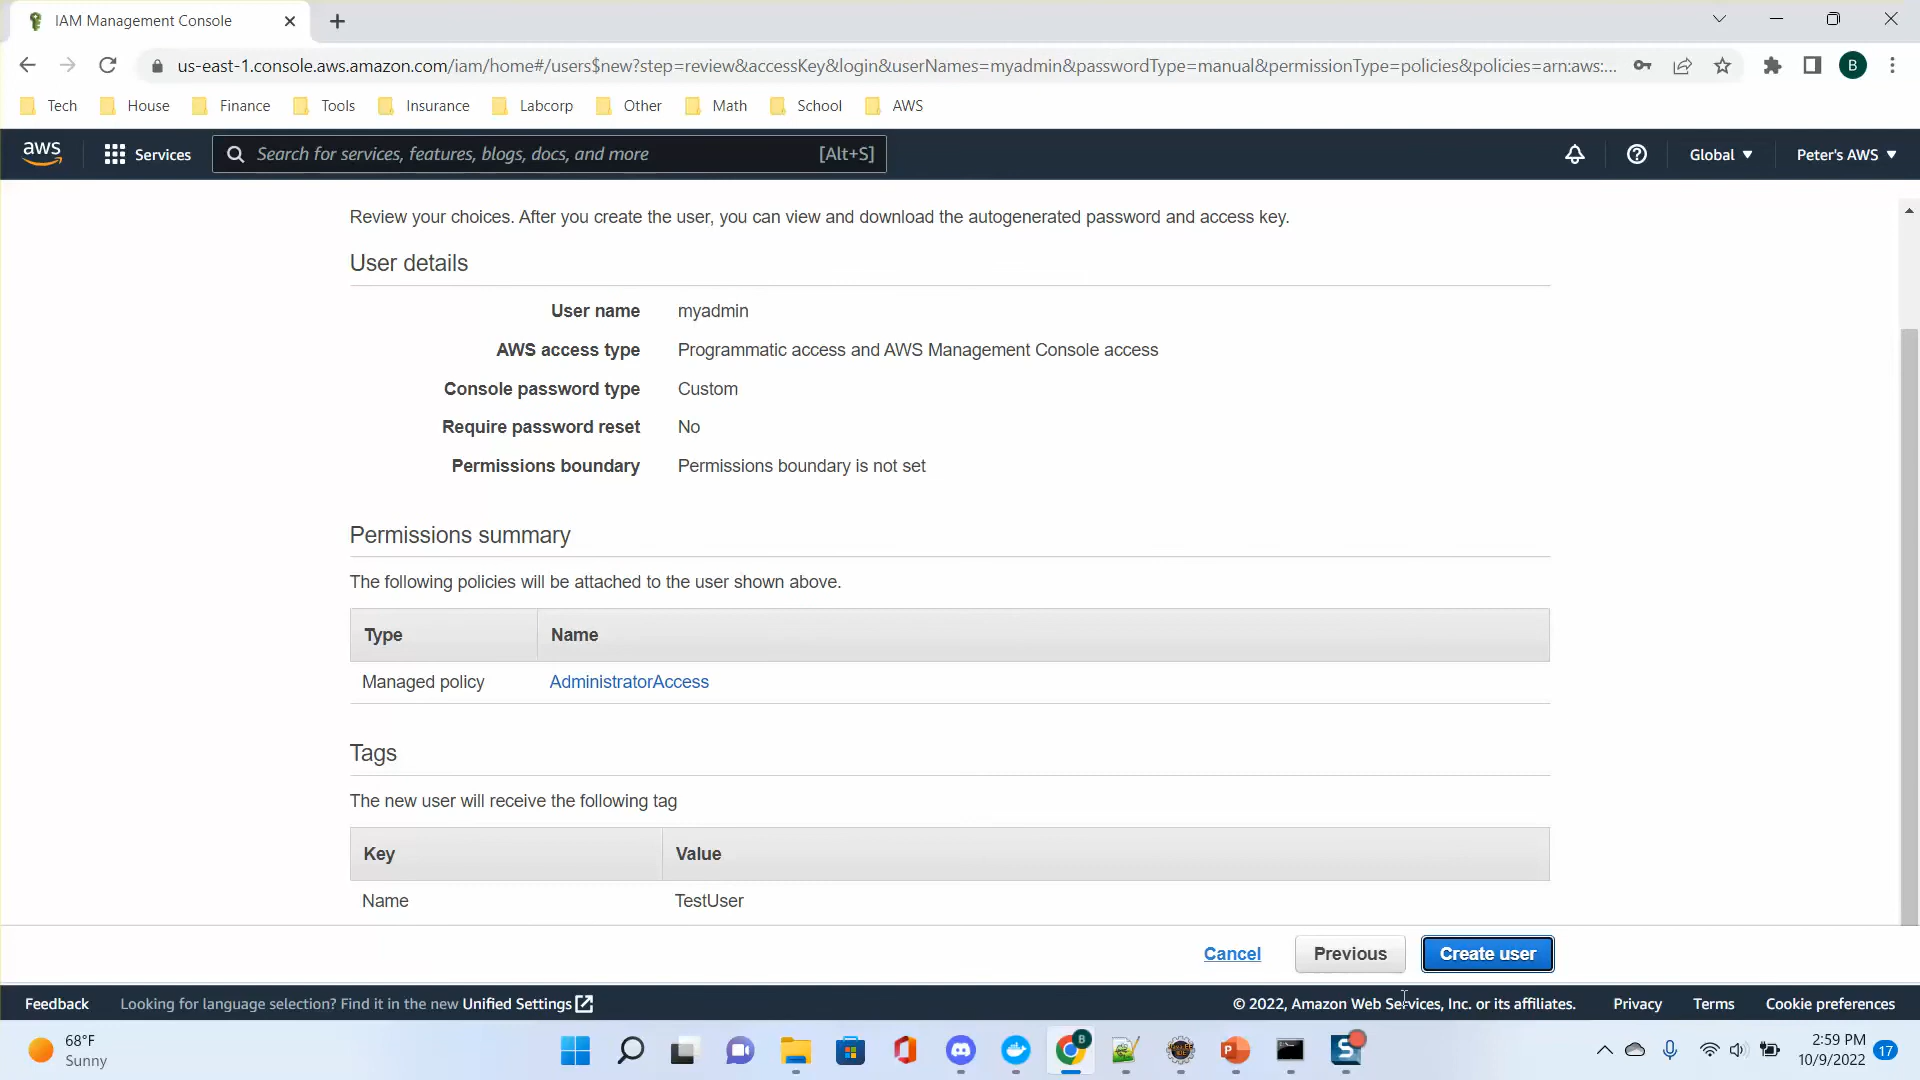 IAM Management Console
us-east-1.console.aws.amazon.com/iam/home#/users$new?step=review&accessKey&login&userNames=myadmin&passwordType=manual&permissionType=policies&policies=arn:aws:...
B
Tech
House
Finance
Tools
Insurance
Labcorp
Other
Math
School
AWS
aws
Services
Search for services, features, blogs, docs, and more
[Alt+S]
Global
Peter's AWS
Review your choices. After you create the user, you can view and download the autogenerated password and access key.
User details
User name myadmin
AWS access type Programmatic access and AWS Management Console access
Console password type Custom
Require password reset No
Permissions boundary Permissions boundary is not set
Permissions summary
The following policies will be attached to the user shown above.
Type Name
Managed policy AdministratorAccess
Tags
The new user will receive the following tag
Key Value
Name TestUser
Cancel Previous Create user
Feedback Looking for language selection? Find it in the new Unified Settings © 2022, Amazon Web Services, Inc. or its affiliates. Privacy Terms Cookie preferences
68°F
Sunny
B
S
2:59 PM
10/9/2022
17